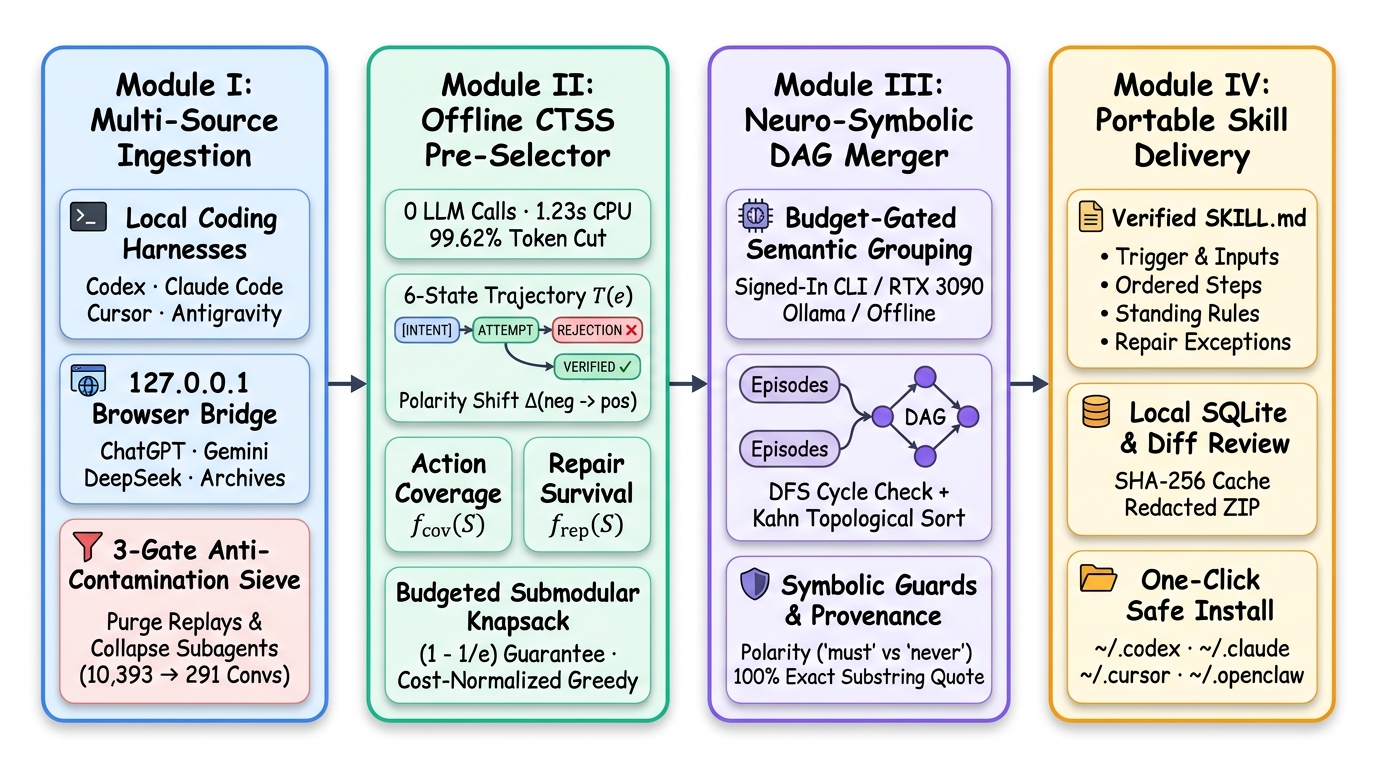 Module I:
Multi-Source
Ingestion
>_
Local Coding
Harnesses
Codex · Claude Code
Cursor · Antigravity
127.0.0.1
Browser Bridge
ChatGPT · Gemini
DeepSeek · Archives
3-Gate Anti-
Contamination Sieve
Purge Replays &
Collapse Subagents
(10,393 → 291 Convs)
Module II:
Offline CTSS
Pre-Selector
0 LLM Calls · 1.23s CPU
99.62% Token Cut
6-State Trajectory T(e)
[INTENT]
ATTEMPT
REJECTION ✗
VERIFIED ✓
Polarity Shift Δ(neg -> pos)
Action
Coverage
f_cov(S)
Repair
Survival
f_rep(S)
Budgeted Submodular
Knapsack
(1 - 1/e) Guarantee ·
Cost-Normalized Greedy
Module III:
Neuro-Symbolic
DAG Merger
Budget-Gated
Semantic Grouping
Signed-In CLI / RTX 3090
Ollama / Offline
Episodes
DAG
Episodes
DFS Cycle Check +
Kahn Topological Sort
Symbolic Guards
& Provenance
Polarity ('must' vs 'never')
100% Exact Substring Quote
Module IV:
Portable Skill
Delivery
Verified SKILL.md
• Trigger & Inputs
• Ordered Steps
• Standing Rules
• Repair Exceptions
Local SQLite
& Diff Review
SHA-256 Cache
Redacted ZIP
One-Click
Safe Install
~/.codex · ~/.claude
~/.cursor · ~/.openclaw